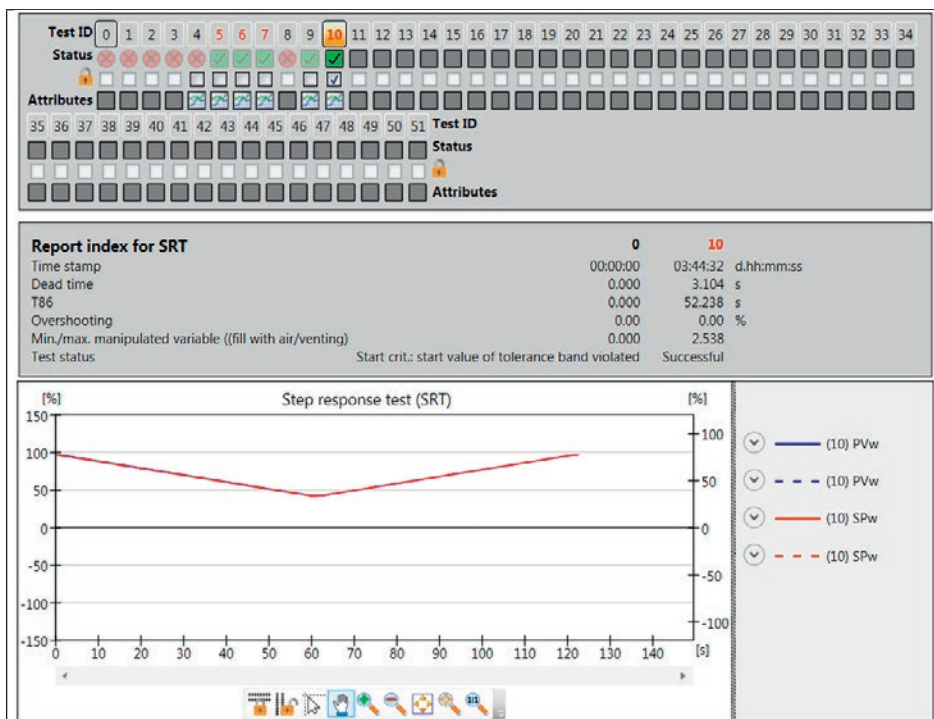 Test ID 0 1 2 3 4 5 6 7 8 9 10 11 12 13 14 15 16 17 18 19 20 21 22 23 24 25 26 27 28 29 30 31 32 33 34
Status
Attributes
35 36 37 38 39 40 41 42 43 44 45 46 47 48 49 50 51 Test ID
Status
Attributes
Report index for SRT 0 10
Time stamp 00:00:00 03:44:32 d.hh:mm:ss
Dead time 0.000 3.104 s
T86 0.000 52.238 s
Overshooting 0.00 0.00 %
Min./max. manipulated variable ((fill with air/venting) 0.000 2.538
Test status Start crit.: start value of tolerance band violated Successful
[%] Step response test (SRT) [%]
150
100 100
50 50
0 0
-50 -50
-100 -100
-150
0 10 20 30 40 50 60 70 80 90 100 110 120 130 140 [s]
(10) PVw
(10) PVw
(10) SPw
(10) SPw
1:1